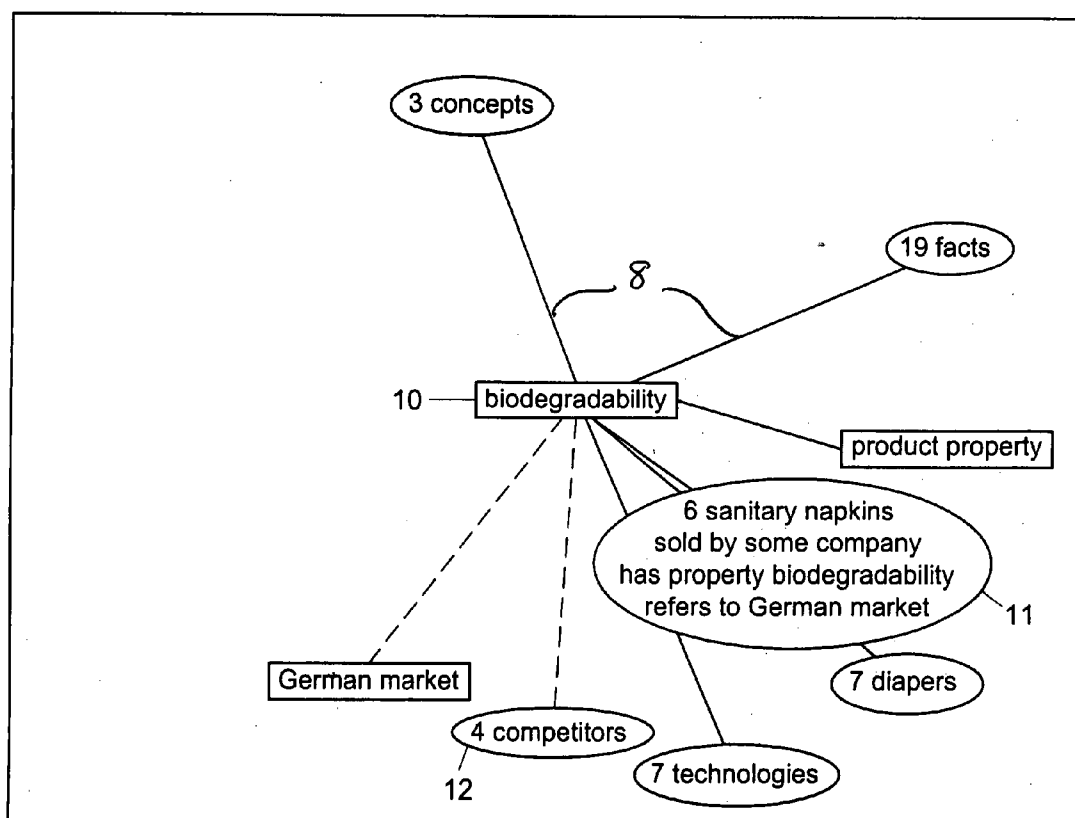 3 concepts
19 facts
8
10
biodegradability
product property
6 sanitary napkins
sold by some company
has property biodegradability
refers to German market
11
German market
7 diapers
4 competitors
7 technologies
12